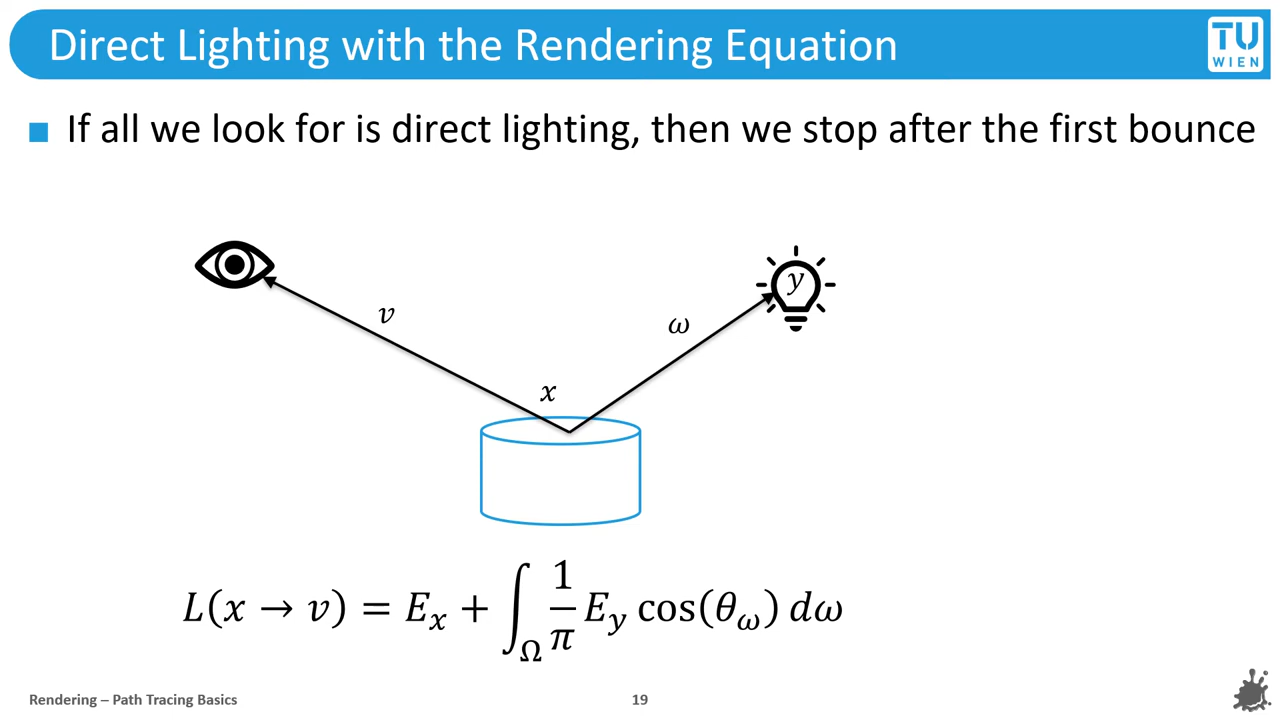 Direct Lighting with the Rendering Equation
TU
WIEN
■ If all we look for is direct lighting, then we stop after the first bounce
y
v
ω
x
L(x → v) = E_x + ∫_Ω 1/π E_y cos(θ_ω) dω
Rendering – Path Tracing Basics
19